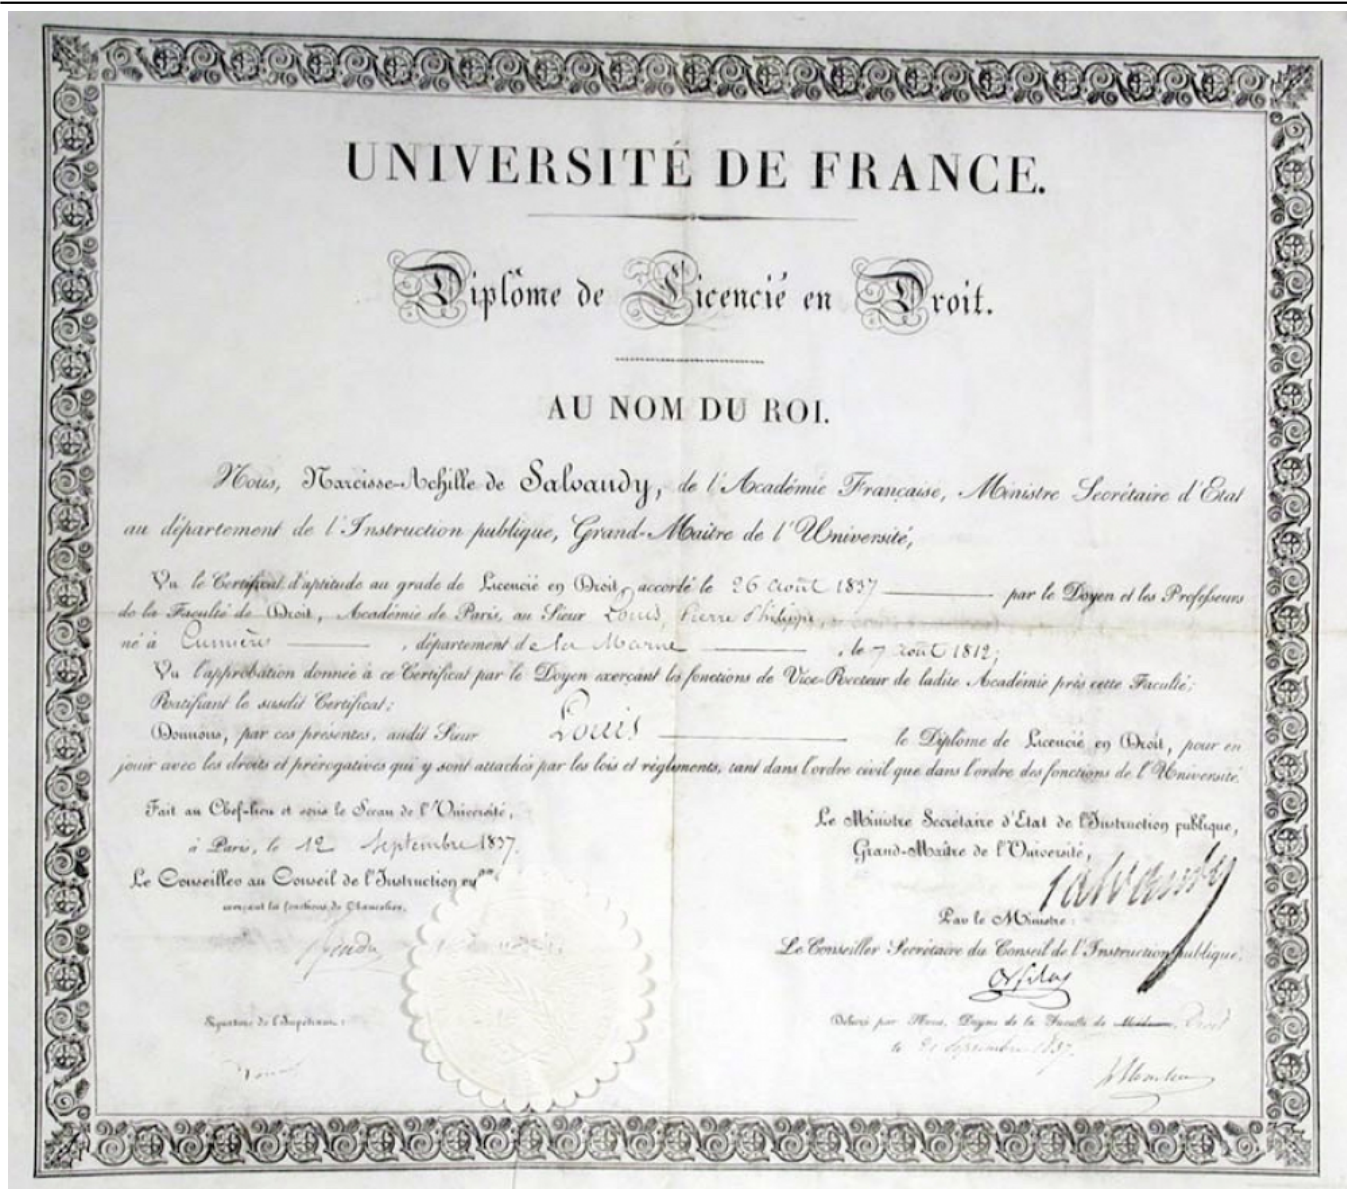 UNIVERSITÉ DE FRANCE.
Diplôme de Licencié en Droit.
AU NOM DU ROI.
Nous, Narcisse-Achille de Salvandy, de l'Académie Française, Ministre Secrétaire d'Etat
au département de l'Instruction publique, Grand-Maître de l'Université,
Vu le Certificat d'aptitude au grade de Licencié en Droit, accordé le 26 Août 1837 par le Doyen et les Professeurs
de la Faculté de Droit, Académie de Paris, au Sieur Louis, Pierre Philippe,
né à Cumières, département de la Marne, le 7 août 1812;
Vu l'approbation donnée à ce Certificat par le Doyen exerçant les fonctions de Vice-Recteur de ladite Académie près cette Faculté;
Ratifiant le susdit Certificat;
Donnons, par ces présentes, audit Sieur Louis le Diplôme de Licencié en Droit, pour en
jouir avec les droits et prérogatives qui y sont attachés par les lois et règlements, tant dans l'ordre civil que dans l'ordre des fonctions de l'Université.
Fait au Chef-lieu et sous le Sceau de l'Université,
à Paris, le 12 Septembre 1837.
Le Conseiller au Conseil de l'Instruction
exerçant les fonctions de Chancelier,
Signature de l'Impétrant:
Le Ministre Secrétaire d'Etat de l'Instruction publique,
Grand-Maître de l'Université,
Salvandy
Par le Ministre:
Le Conseiller Secrétaire du Conseil de l'Instruction publique.
Orfila
Délivré par Nous, Doyen de la Faculté de Droit
le Septembre 1837.